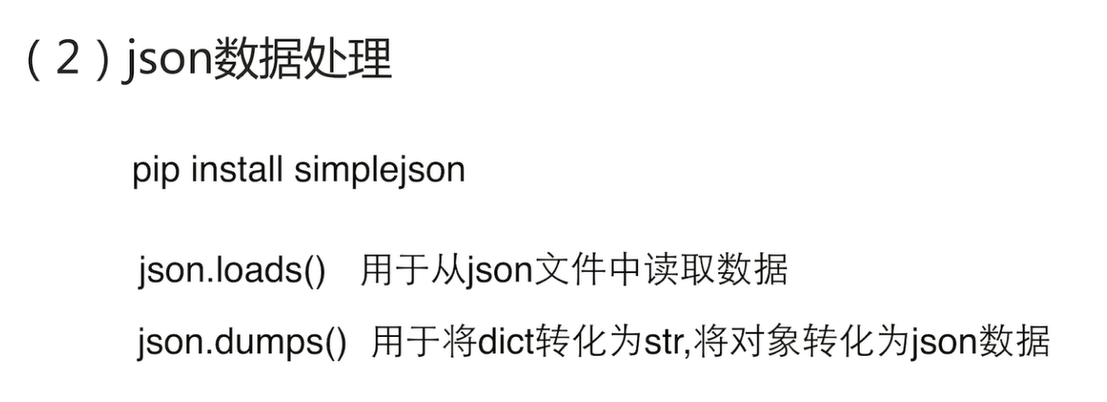 （2）json数据处理
pip install simplejson
json.loads() 用于从json文件中读取数据
json.dumps() 用于将dict转化为str,将对象转化为json数据